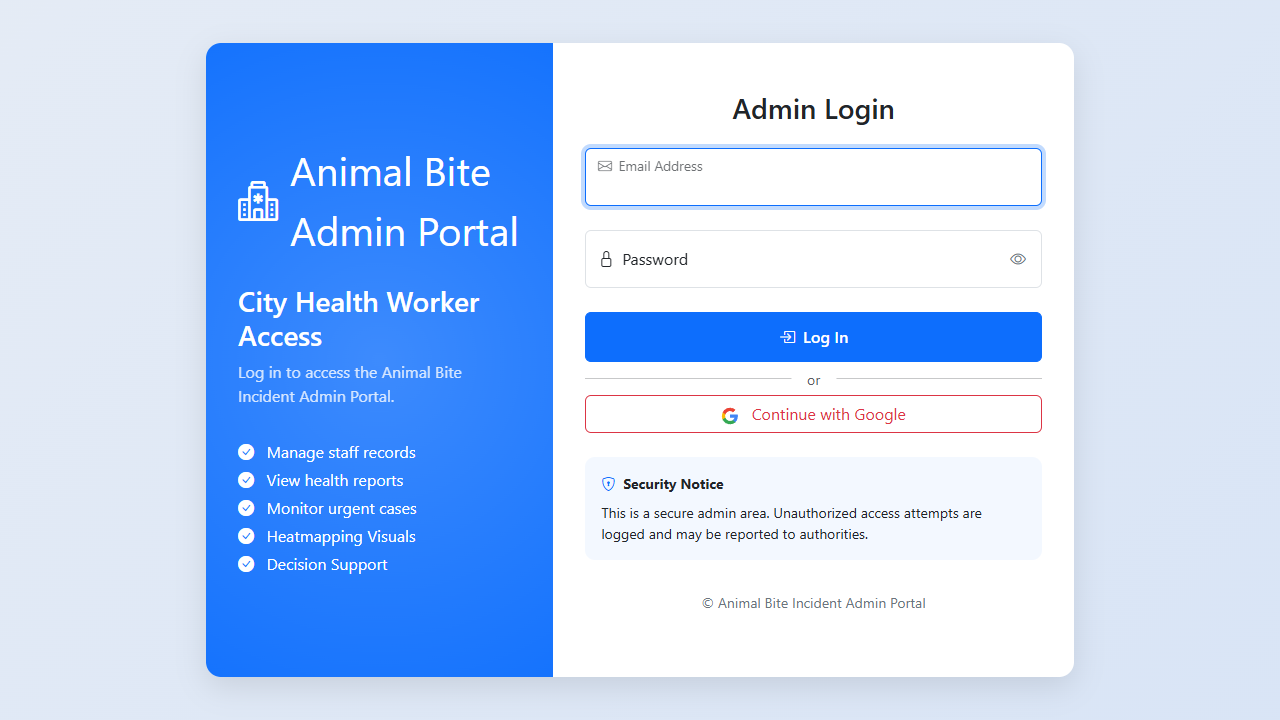 Animal Bite
Admin Portal
City Health Worker
Access
Log in to access the Animal Bite
Incident Admin Portal.
Manage staff records
View health reports
Monitor urgent cases
Heatmapping Visuals
Decision Support
Admin Login
Email Address
Password
Log In
or
Continue with Google
Security Notice
This is a secure admin area. Unauthorized access attempts are
logged and may be reported to authorities.
© Animal Bite Incident Admin Portal